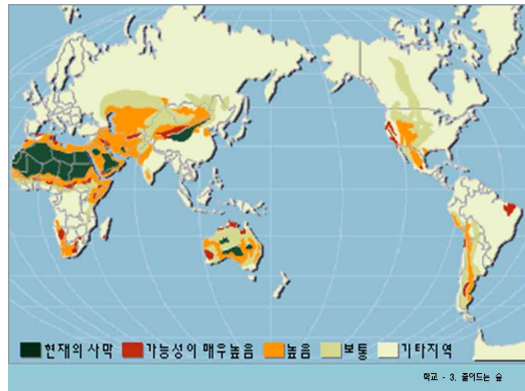 현재의 사막 가능성이 매우높음 높음 보통 기타지역
학교 - 3. 줄어드는 숲